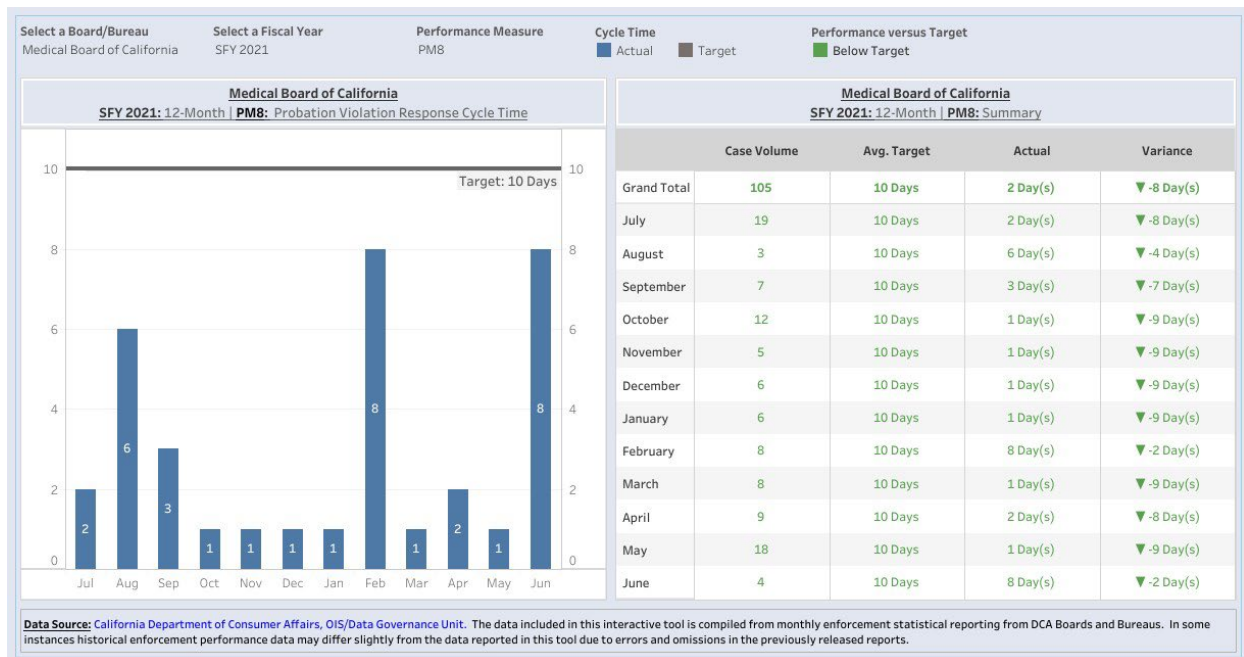 Select a Board/Bureau Select a Fiscal Year Performance Measure Cycle Time Performance versus Target
Medical Board of California SFY 2021 PM8 Actual Target Below Target
Medical Board of California
SFY 2021: 12-Month | PM8: Probation Violation Response Cycle Time
10 10
Target: 10 Days
8 8
6 6
4 4
2 2
0 0
2 6 3 1 1 1 1 8 1 2 1 8
Jul Aug Sep Oct Nov Dec Jan Feb Mar Apr May Jun
Medical Board of California
SFY 2021: 12-Month | PM8: Summary
Case Volume Avg. Target Actual Variance
Grand Total 105 10 Days 2 Day(s) ▼ -8 Day(s)
July 19 10 Days 2 Day(s) ▼ -8 Day(s)
August 3 10 Days 6 Day(s) ▼ -4 Day(s)
September 7 10 Days 3 Day(s) ▼ -7 Day(s)
October 12 10 Days 1 Day(s) ▼ -9 Day(s)
November 5 10 Days 1 Day(s) ▼ -9 Day(s)
December 6 10 Days 1 Day(s) ▼ -9 Day(s)
January 6 10 Days 1 Day(s) ▼ -9 Day(s)
February 8 10 Days 8 Day(s) ▼ -2 Day(s)
March 8 10 Days 1 Day(s) ▼ -9 Day(s)
April 9 10 Days 2 Day(s) ▼ -8 Day(s)
May 18 10 Days 1 Day(s) ▼ -9 Day(s)
June 4 10 Days 8 Day(s) ▼ -2 Day(s)
Data Source: California Department of Consumer Affairs, OIS/Data Governance Unit. The data included in this interactive tool is compiled from monthly enforcement statistical reporting from DCA Boards and Bureaus. In some
instances historical enforcement performance data may differ slightly from the data reported in this tool due to errors and omissions in the previously released reports.